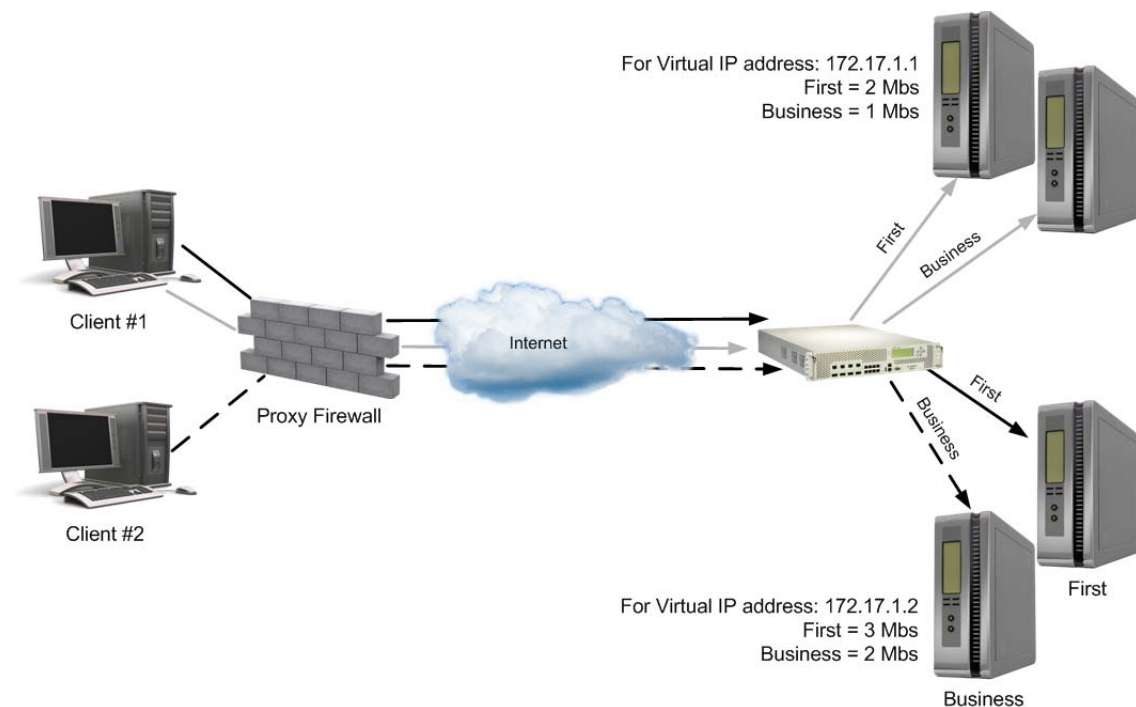 For Virtual IP address: 172.17.1.1
First = 2 Mbs
Business = 1 Mbs
First
Business
Client #1
Internet
Proxy Firewall
First
Business
Client #2
First
For Virtual IP address: 172.17.1.2
First = 3 Mbs
Business = 2 Mbs
Business